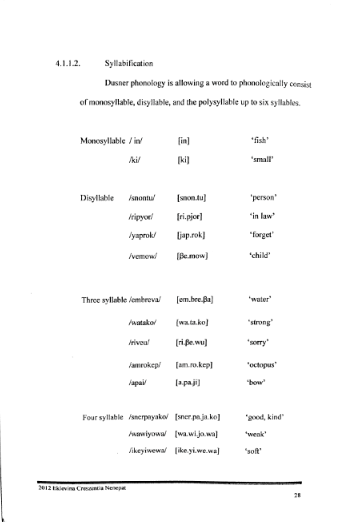 4.1.1.2. Syllabification
Dusner phonology is allowing a word to phonologically consist
of monosyllable, disyllable, and the polysyllable up to six syllables.
Monosyllable / in/ [in] ‘fish’
/ki/ [ki] ‘small’
Disyllable /snontu/ [snon.tu] ‘person’
/ripyor/ [ri.pjor] ‘in law’
/yaprok/ [jap.rok] ‘forget’
/vemow/ [βe.mow] ‘child’
Three syllable /embreva/ [em.bre.βa] ‘water’
/watako/ [wa.ta.ko] ‘strong’
/riveu/ [ri.βe.wu] ‘sorry’
/amrokep/ [am.ro.kep] ‘octopus’
/apai/ [a.pa.ji] ‘bow’
Four syllable /snerpayako/ [sner.pa.ja.ko] ‘good, kind’
/wawiyowa/ [wa.wi.jo.wa] ‘weak’
/ikeyiwewa/ [ike.yi.we.wa] ‘soft’
2012 Eklevina Creszentia Nenepat
28